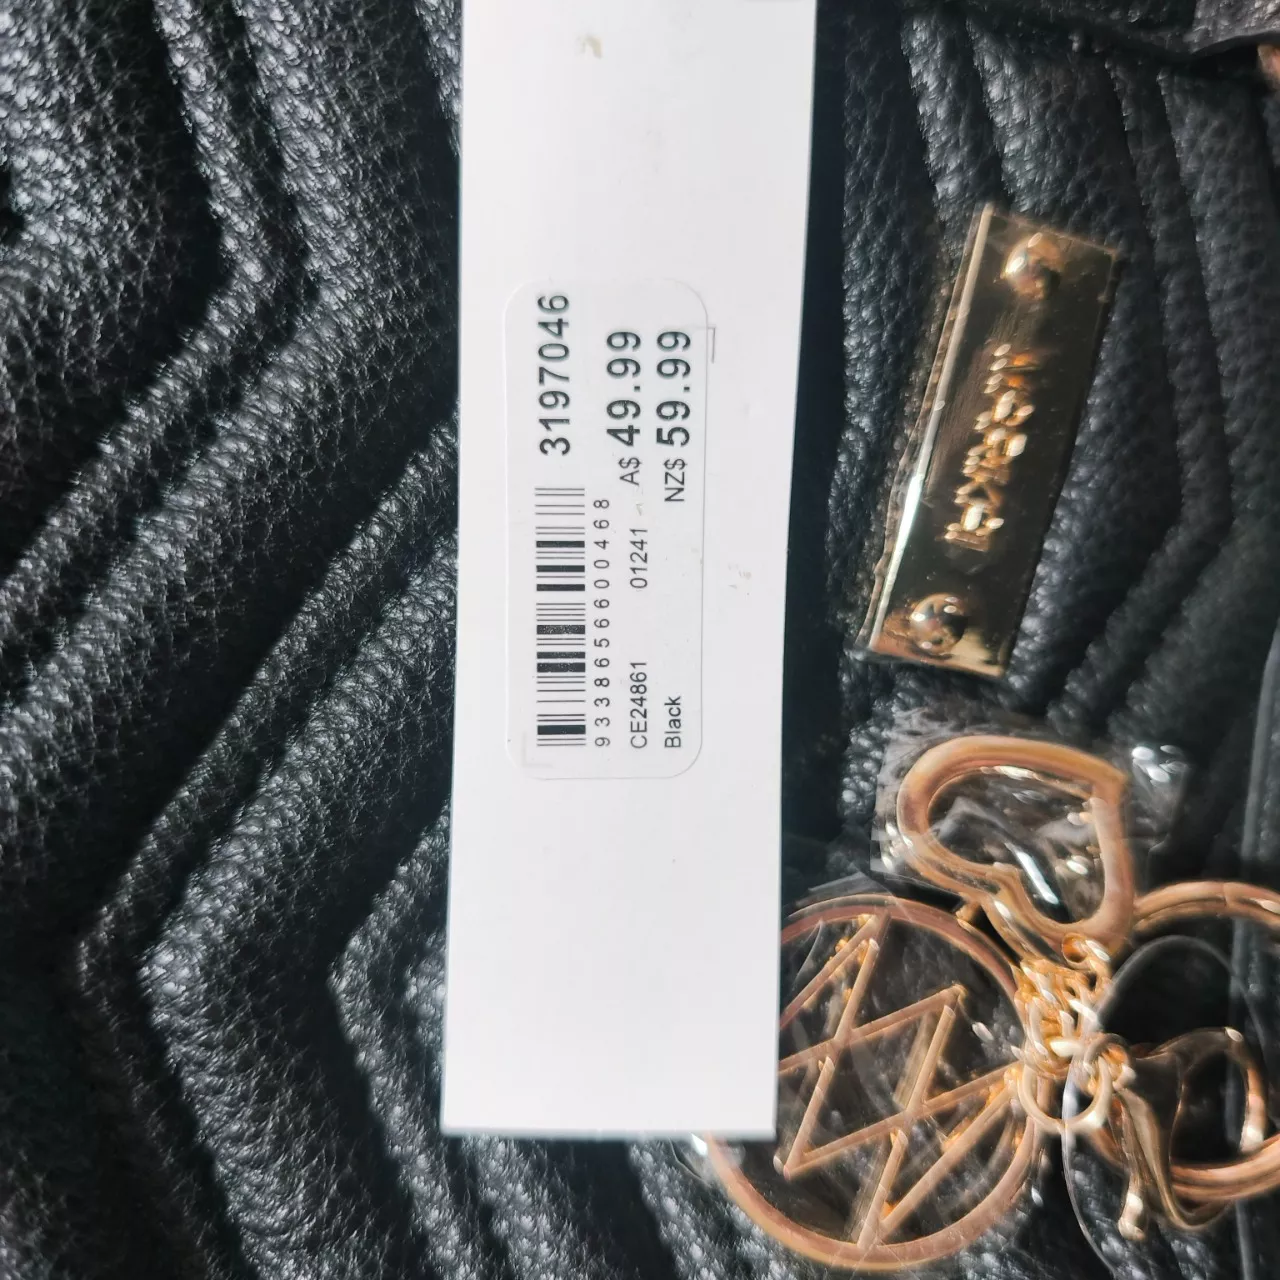 3197046
9338656600468
A$ 49.99
CE24861 01241
NZ$ 59.99
Black